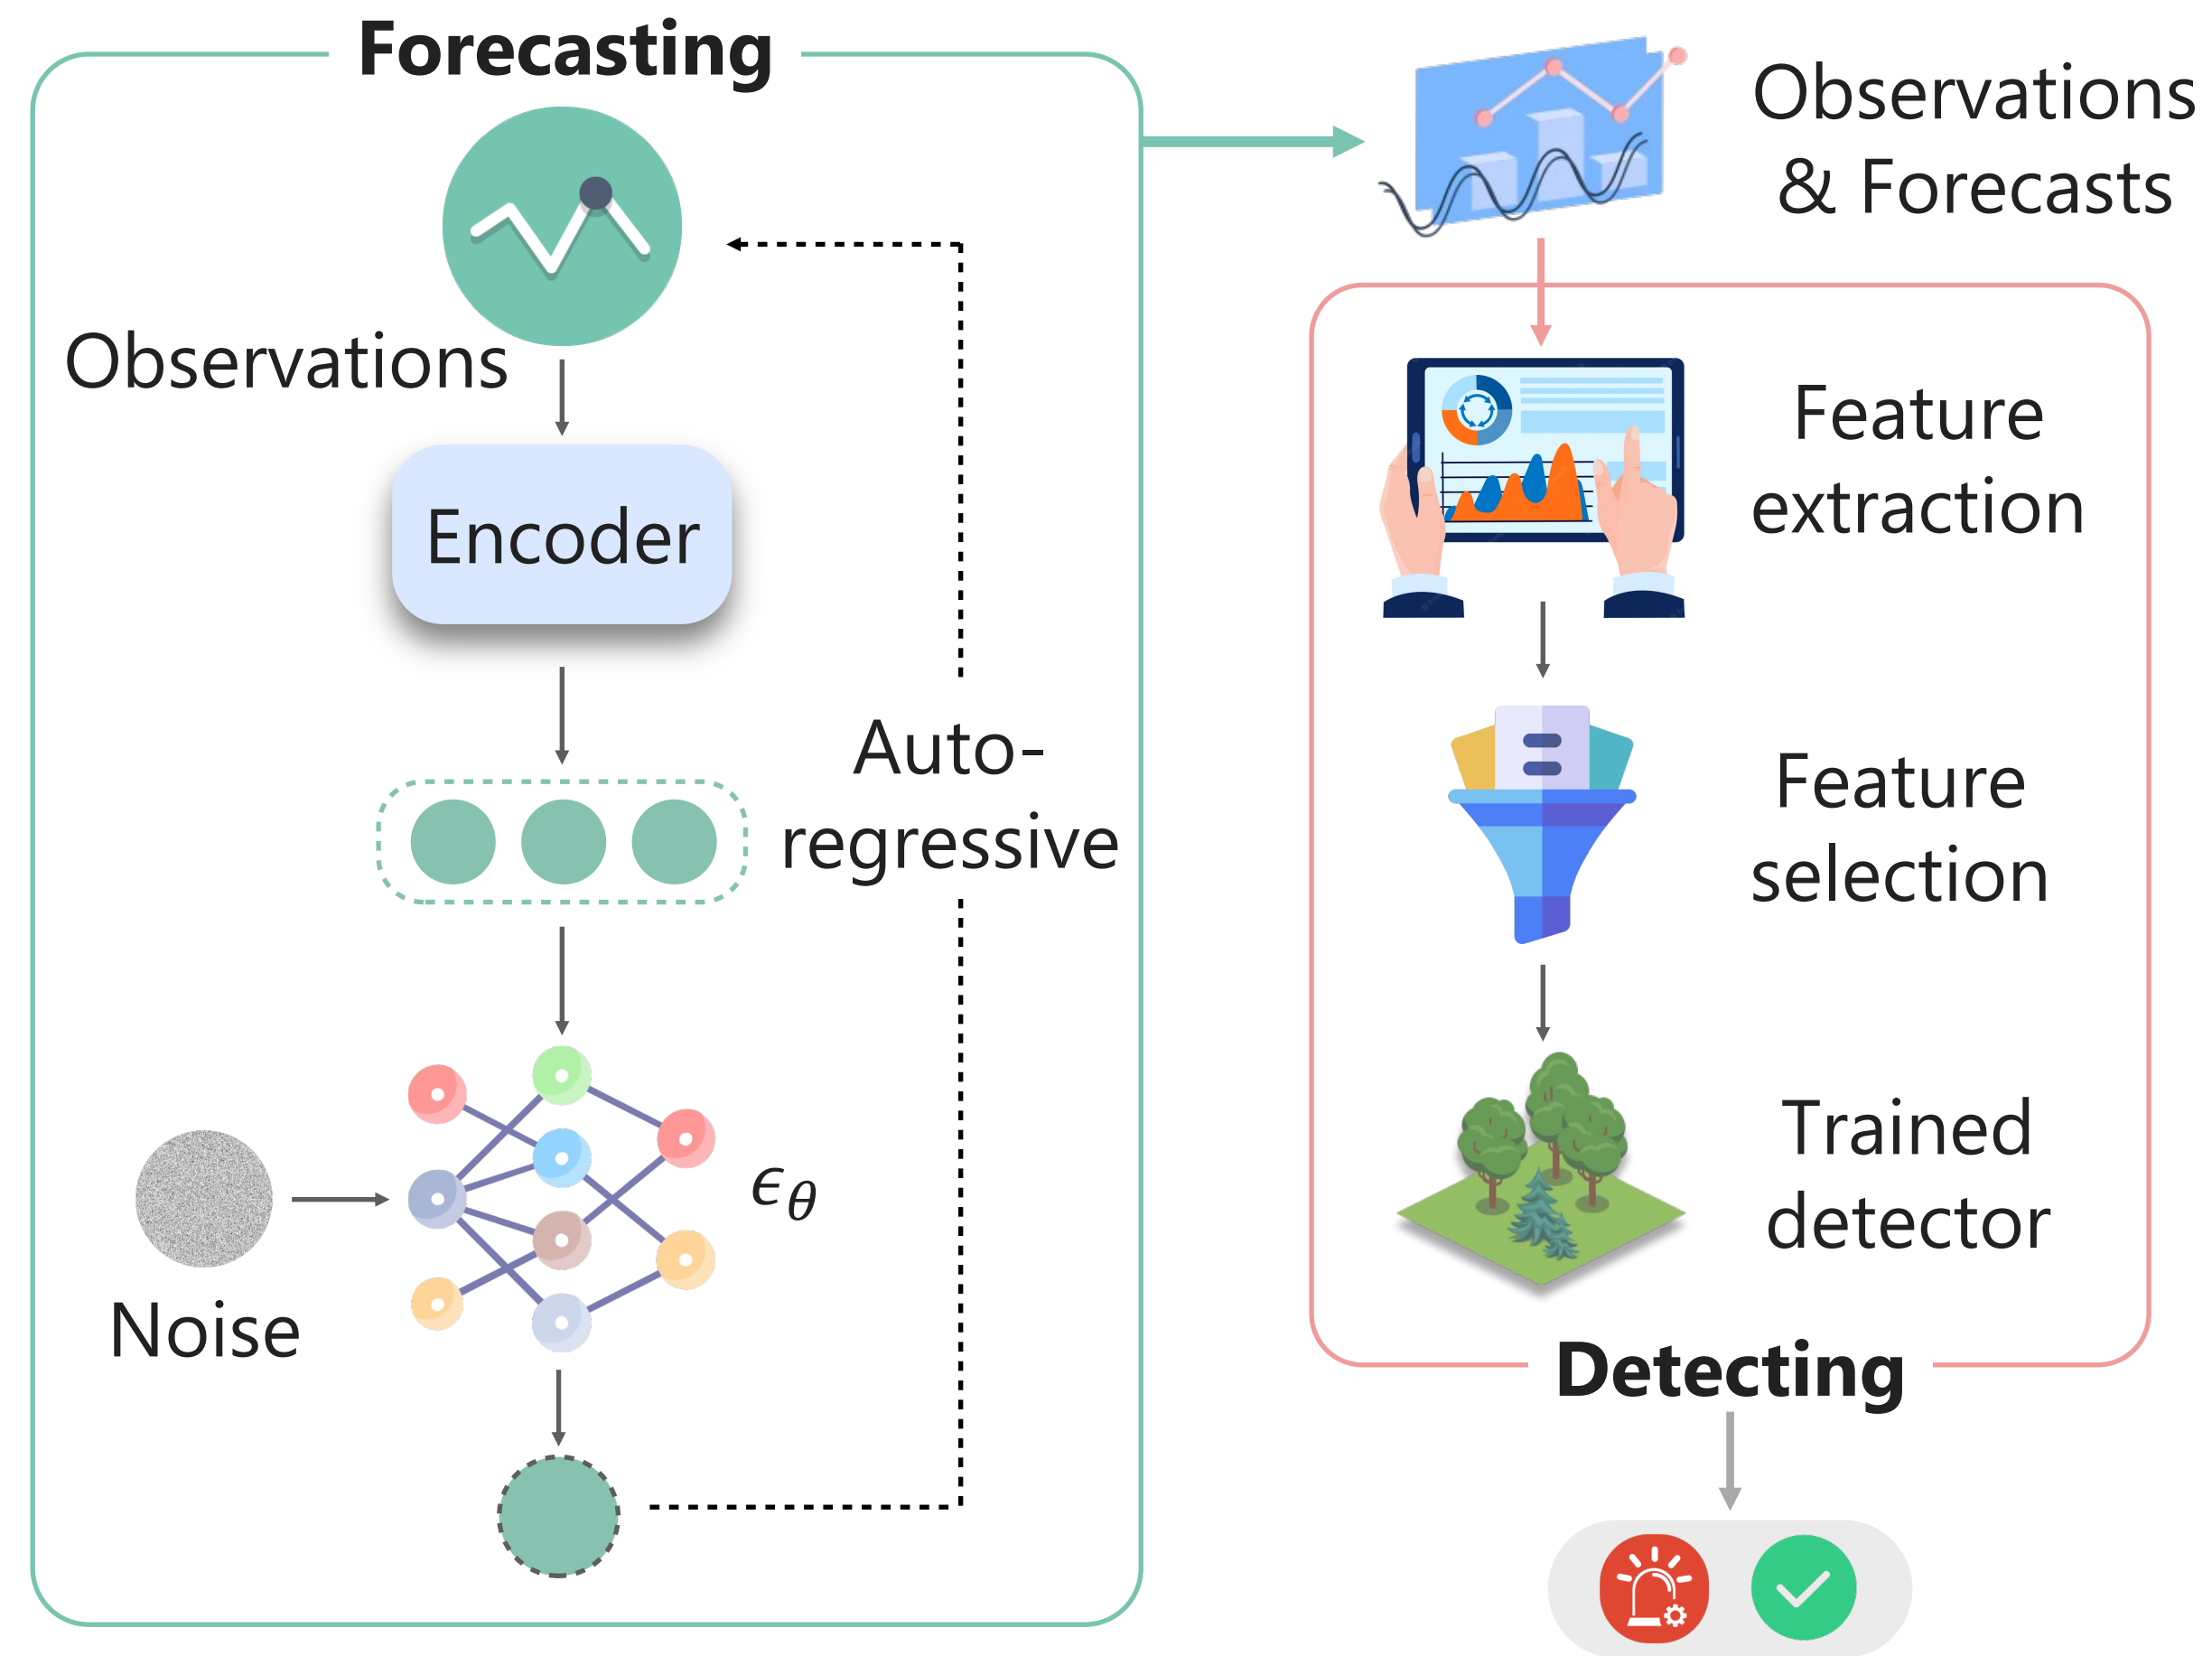 Forecasting
Observations
Encoder
Auto-
regressive
Noise
ϵθ
Observations
& Forecasts
Feature
extraction
Feature
selection
Trained
detector
Detecting